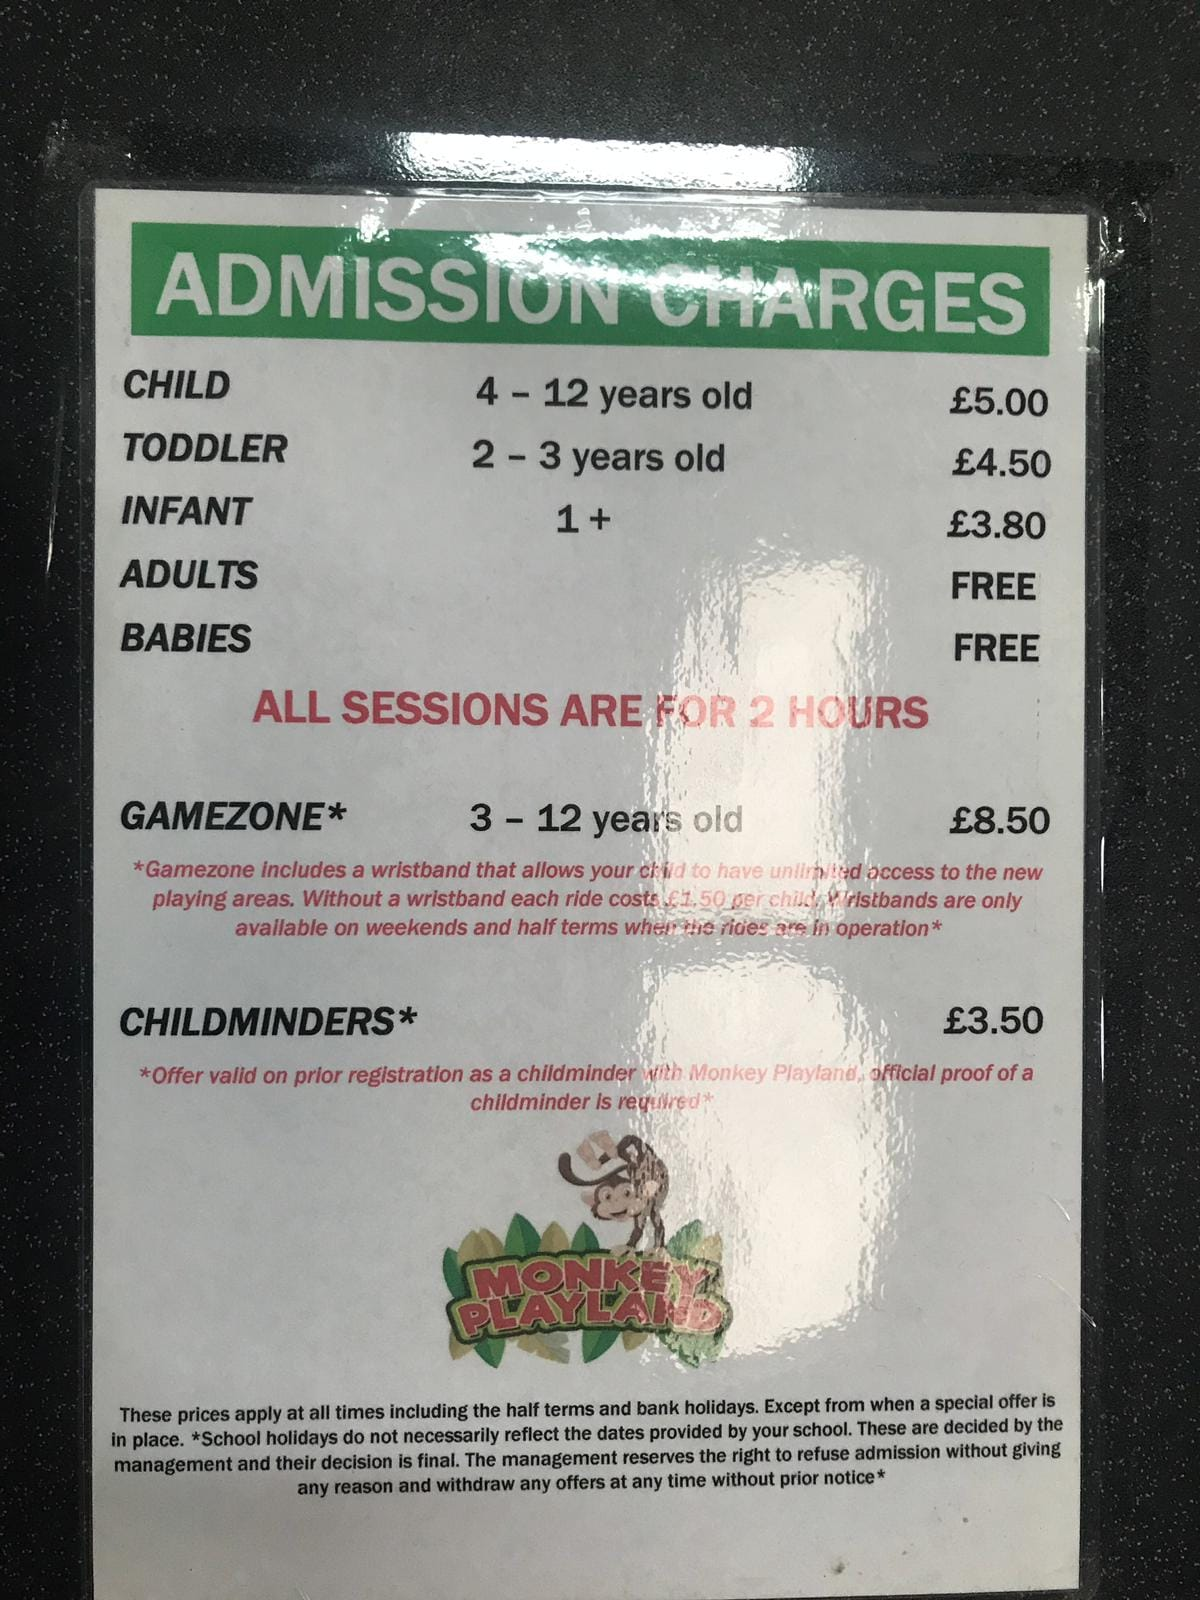 ADMISSION CHARGES
CHILD 4 – 12 years old £5.00
TODDLER 2 – 3 years old £4.50
INFANT 1 + £3.80
ADULTS FREE
BABIES FREE
ALL SESSIONS ARE FOR 2 HOURS
GAMEZONE* 3 – 12 years old £8.50
*Gamezone includes a wristband that allows your child to have unlimited access to the new
playing areas. Without a wristband each ride costs £1.50 per child. Wristbands are only
available on weekends and half terms when the rides are in operation*
CHILDMINDERS* £3.50
*Offer valid on prior registration as a childminder with Monkey Playland, official proof of a
childminder is required*
MONKEY
PLAYLAND
These prices apply at all times including the half terms and bank holidays. Except from when a special offer is
in place. *School holidays do not necessarily reflect the dates provided by your school. These are decided by the
management and their decision is final. The management reserves the right to refuse admission without giving
any reason and withdraw any offers at any time without prior notice*